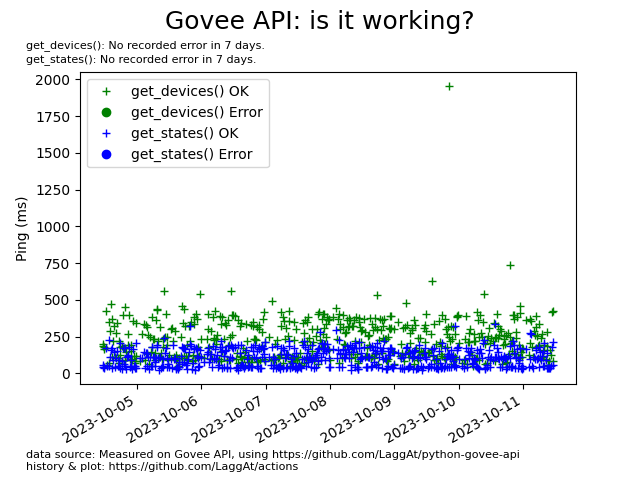 Govee API: is it working?
get_devices(): No recorded error in 7 days.
get_states(): No recorded error in 7 days.
get_devices() OK
get_devices() Error
get_states() OK
get_states() Error
Ping (ms)
2000
1750
1500
1250
1000
750
500
250
0
2023-10-05
2023-10-06
2023-10-07
2023-10-08
2023-10-09
2023-10-10
2023-10-11
data source: Measured on Govee API, using https://github.com/LaggAt/python-govee-api
history & plot: https://github.com/LaggAt/actions